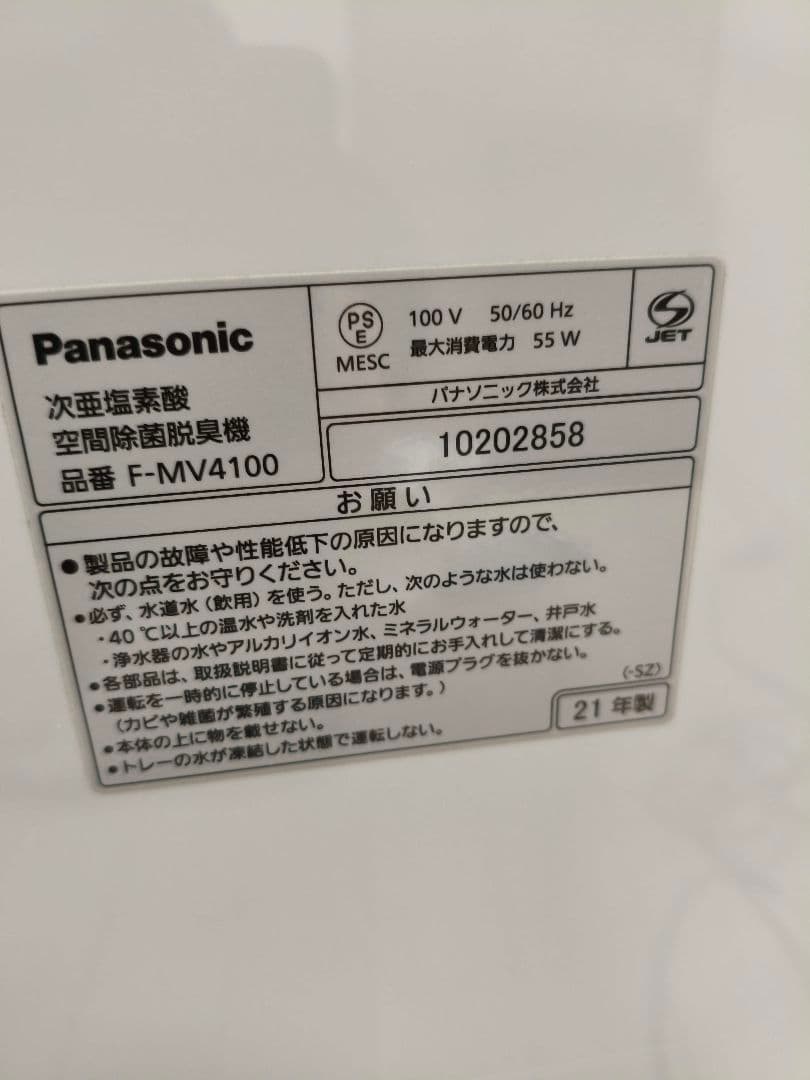 Panasonic
次亜塩素酸
空間除菌脱臭機
品番 F-MV4100
PS
E
MESC
100 V 50/60 Hz
最大消費電力 55 W
JET
パナソニック株式会社
10202858
お願い
●製品の故障や性能低下の原因になりますので、
次の点をお守りください。
●必ず、水道水(飲用)を使う。ただし、次のような水は使わない。
・40 ℃以上の温水や洗剤を入れた水
・浄水器の水やアルカリイオン水、ミネラルウォーター、井戸水
●各部品は、取扱説明書に従って定期的にお手入れして清潔にする。
●運転を一時的に停止している場合は、電源プラグを抜かない。
(カビや雑菌が繁殖する原因になります。)
●本体の上に物を載せない。
●トレーの水が凍結した状態で運転しない。
(-SZ)
21 年製